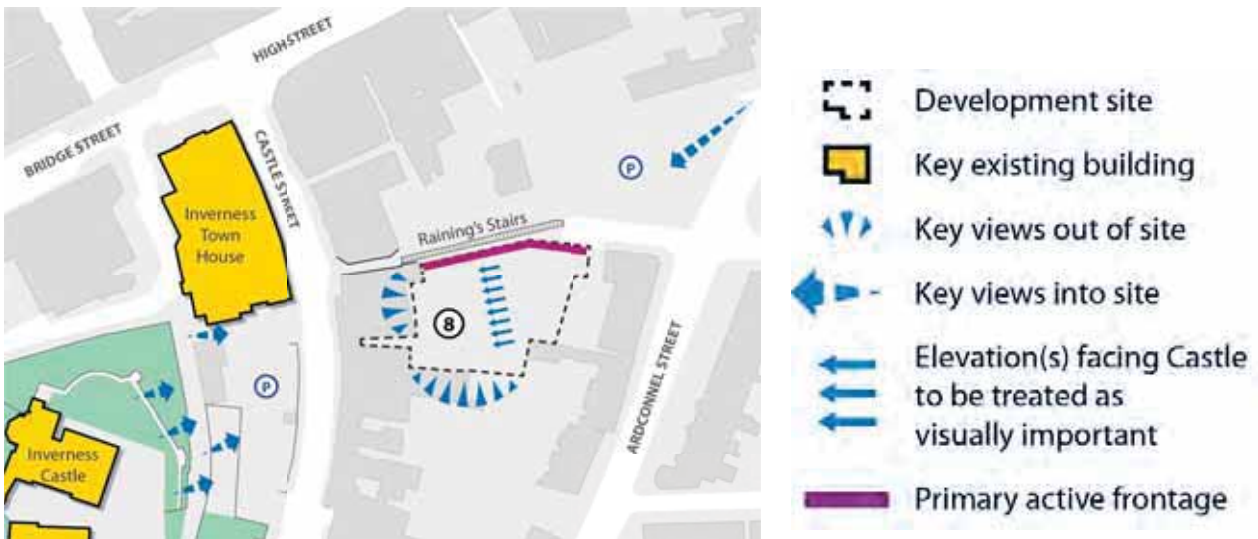 HIGH STREET
BRIDGE STREET
CASTLE STREET
Inverness
Town
House
P
Raining's Stairs
8
P
ARDCONNEL STREET
Inverness
Castle
Development site
Key existing building
Key views out of site
Key views into site
Elevation(s) facing Castle
to be treated as
visually important
Primary active frontage